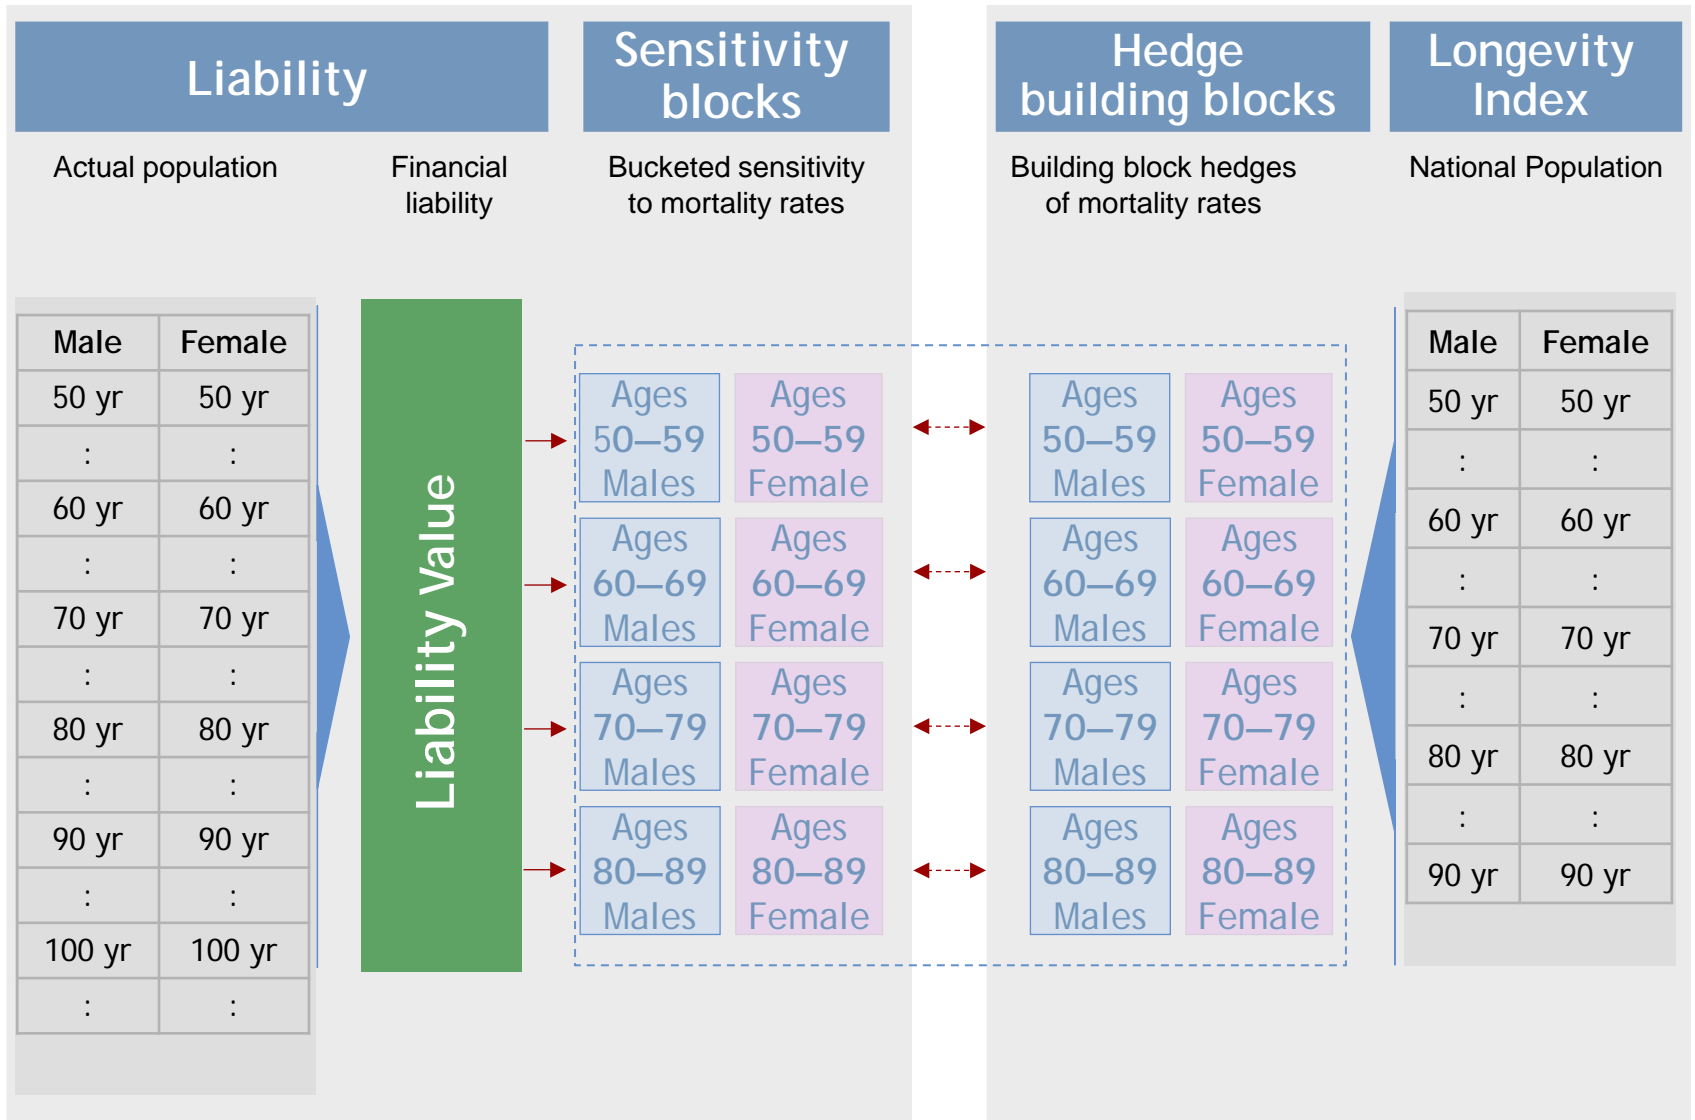 Liability
Sensitivity
blocks
Hedge
building blocks
Longevity
Index
Actual population
Financial
liability
Bucketed sensitivity
to mortality rates
Building block hedges
of mortality rates
National Population
Male Female
50 yr 50 yr
: :
60 yr 60 yr
: :
70 yr 70 yr
: :
80 yr 80 yr
: :
90 yr 90 yr
: :
100 yr 100 yr
: :
Liability Value
Ages
50—59
Males
Ages
50—59
Female
Ages
60—69
Males
Ages
60—69
Female
Ages
70—79
Males
Ages
70—79
Female
Ages
80—89
Males
Ages
80—89
Female
Ages
50—59
Males
Ages
50—59
Female
Ages
60—69
Males
Ages
60—69
Female
Ages
70—79
Males
Ages
70—79
Female
Ages
80—89
Males
Ages
80—89
Female
Male Female
50 yr 50 yr
: :
60 yr 60 yr
: :
70 yr 70 yr
: :
80 yr 80 yr
: :
90 yr 90 yr